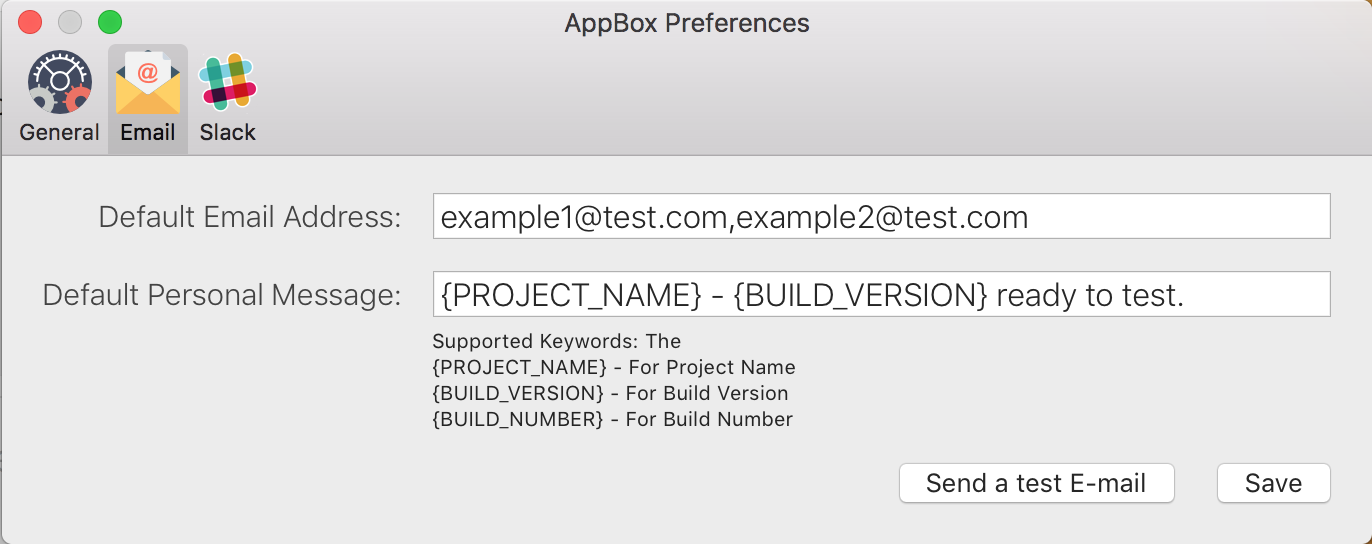 AppBox Preferences
General Email Slack
Default Email Address: example1@test.com,example2@test.com
Default Personal Message: {PROJECT_NAME} - {BUILD_VERSION} ready to test.
Supported Keywords: The
{PROJECT_NAME} - For Project Name
{BUILD_VERSION} - For Build Version
{BUILD_NUMBER} - For Build Number
Send a test E-mail Save